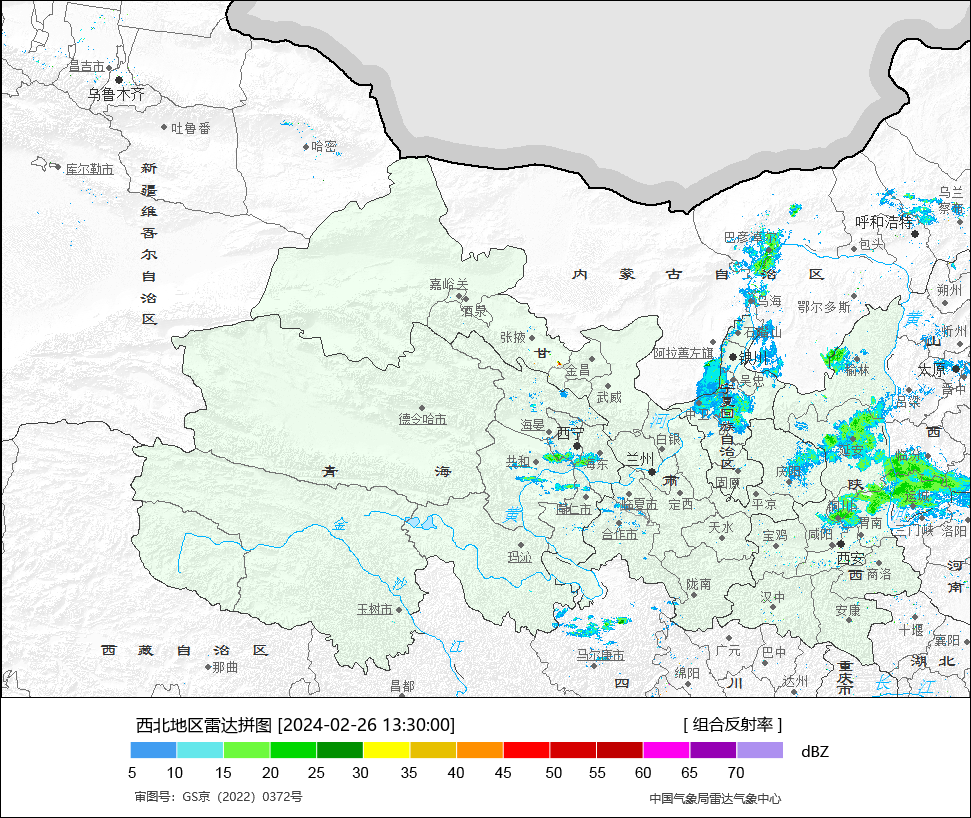 昌吉市
乌鲁木齐
吐鲁番
哈密
库尔勒市
新疆维吾尔自治区
乌兰察布
呼和浩特
包头
巴彦淖尔
内蒙古自治区
朔州
嘉峪关
酒泉
乌海
鄂尔多斯
黄
忻州
石嘴山
张掖
甘
阿拉善左旗
银川
山
太原
榆林
金昌
吴忠
晋中
武威
宁夏回族自治区
吕梁
德令哈市
中卫
河
海晏
西宁
白银
西
延安
临汾
兰州
共和
海东
青海
肃
庆阳
固原
陕
运城
同仁市
临夏市
定西
平凉
铜川
黄
金
天水
渭南
合作市
宝鸡
咸阳
三门峡
洛阳
玛沁
西安
河南
西
商洛
沙
陇南
汉中
玉树市
安康
十堰
江
西藏自治区
马尔康市
广元
巴中
襄阳
那曲
湖北
绵阳
重庆市
昌都
四川
达州
长江
西北地区雷达拼图 [2024-02-26 13:30:00]
[ 组合反射率 ]
dBZ
5 10 15 20 25 30 35 40 45 50 55 60 65 70
审图号：GS京（2022）0372号
中国气象局雷达气象中心